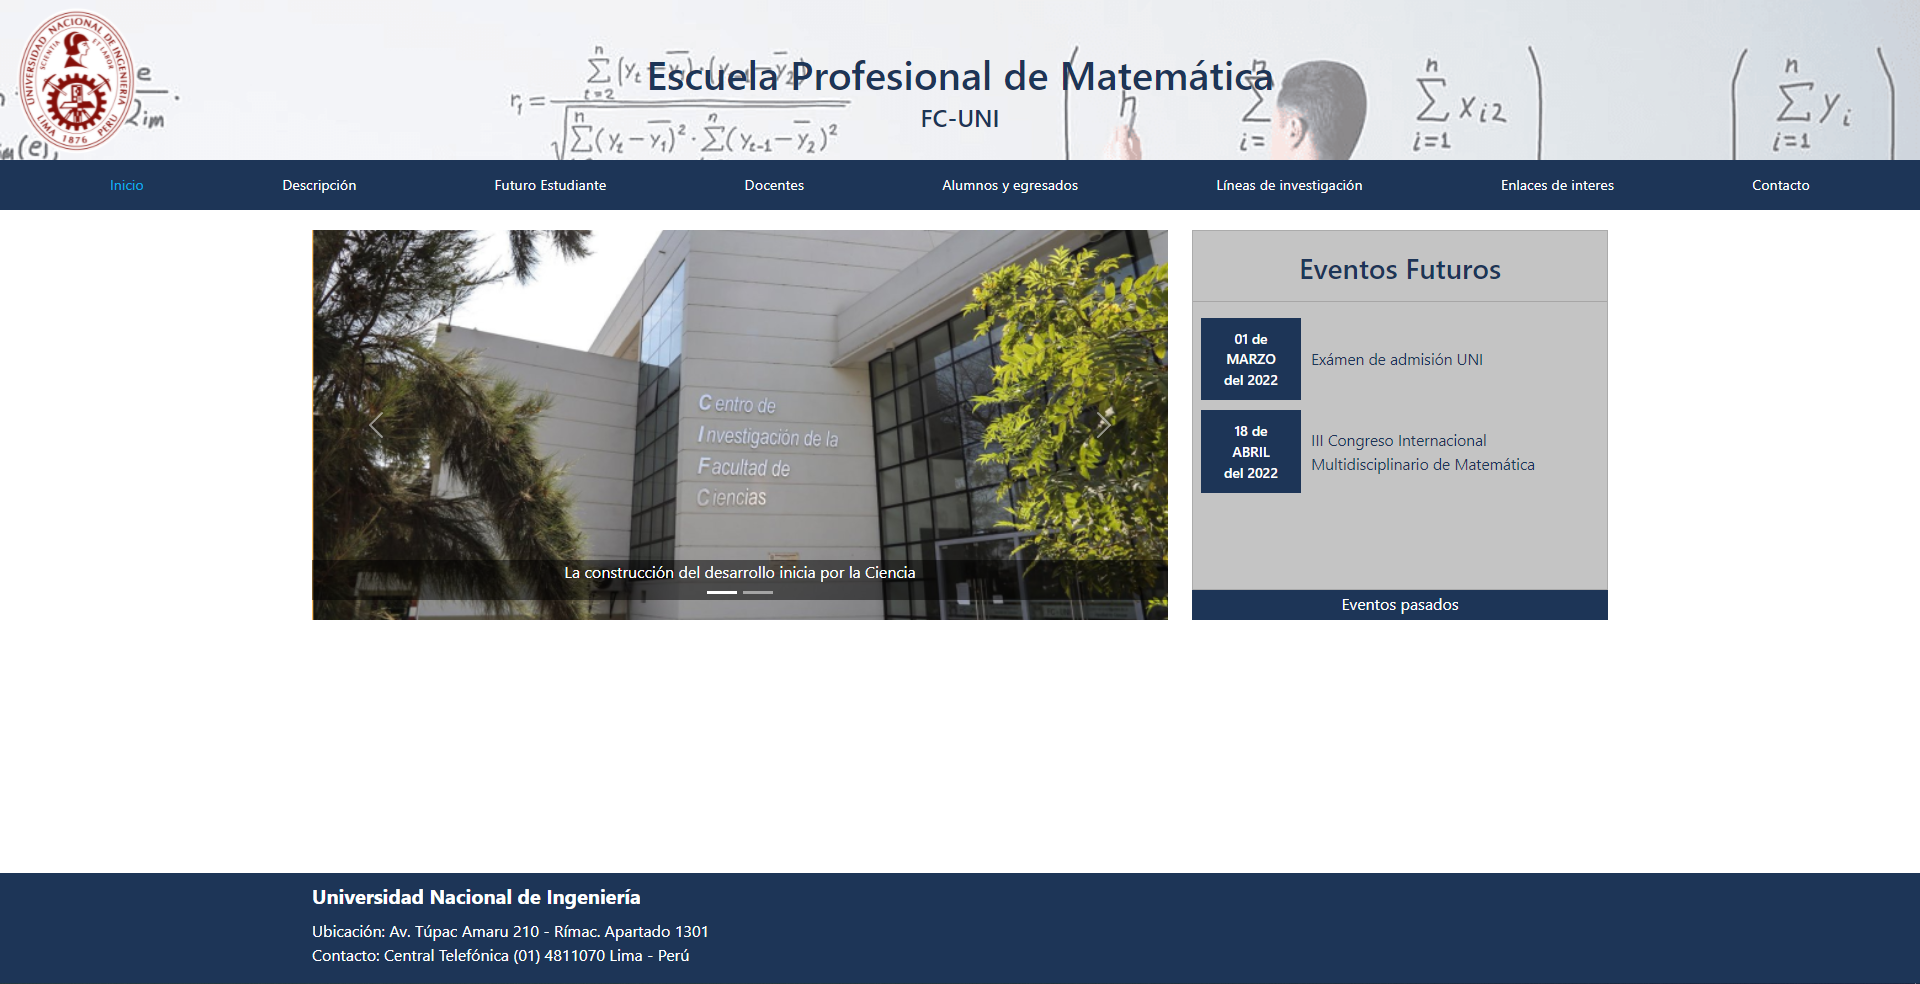 UNIVERSIDAD NACIONAL DE INGENIERIA
SCIENTIA ET LABOR
LIMA 1876 PERU
Escuela Profesional de Matemática
FC-UNI
Inicio
Descripción
Futuro Estudiante
Docentes
Alumnos y egresados
Líneas de investigación
Enlaces de interes
Contacto
Centro de
Investigación de la
Facultad de
Ciencias
La construcción del desarrollo inicia por la Ciencia
Eventos Futuros
01 de
MARZO
del 2022
Exámen de admisión UNI
18 de
ABRIL
del 2022
III Congreso Internacional
Multidisciplinario de Matemática
Eventos pasados
Universidad Nacional de Ingeniería
Ubicación: Av. Túpac Amaru 210 - Rímac. Apartado 1301
Contacto: Central Telefónica (01) 4811070 Lima - Perú